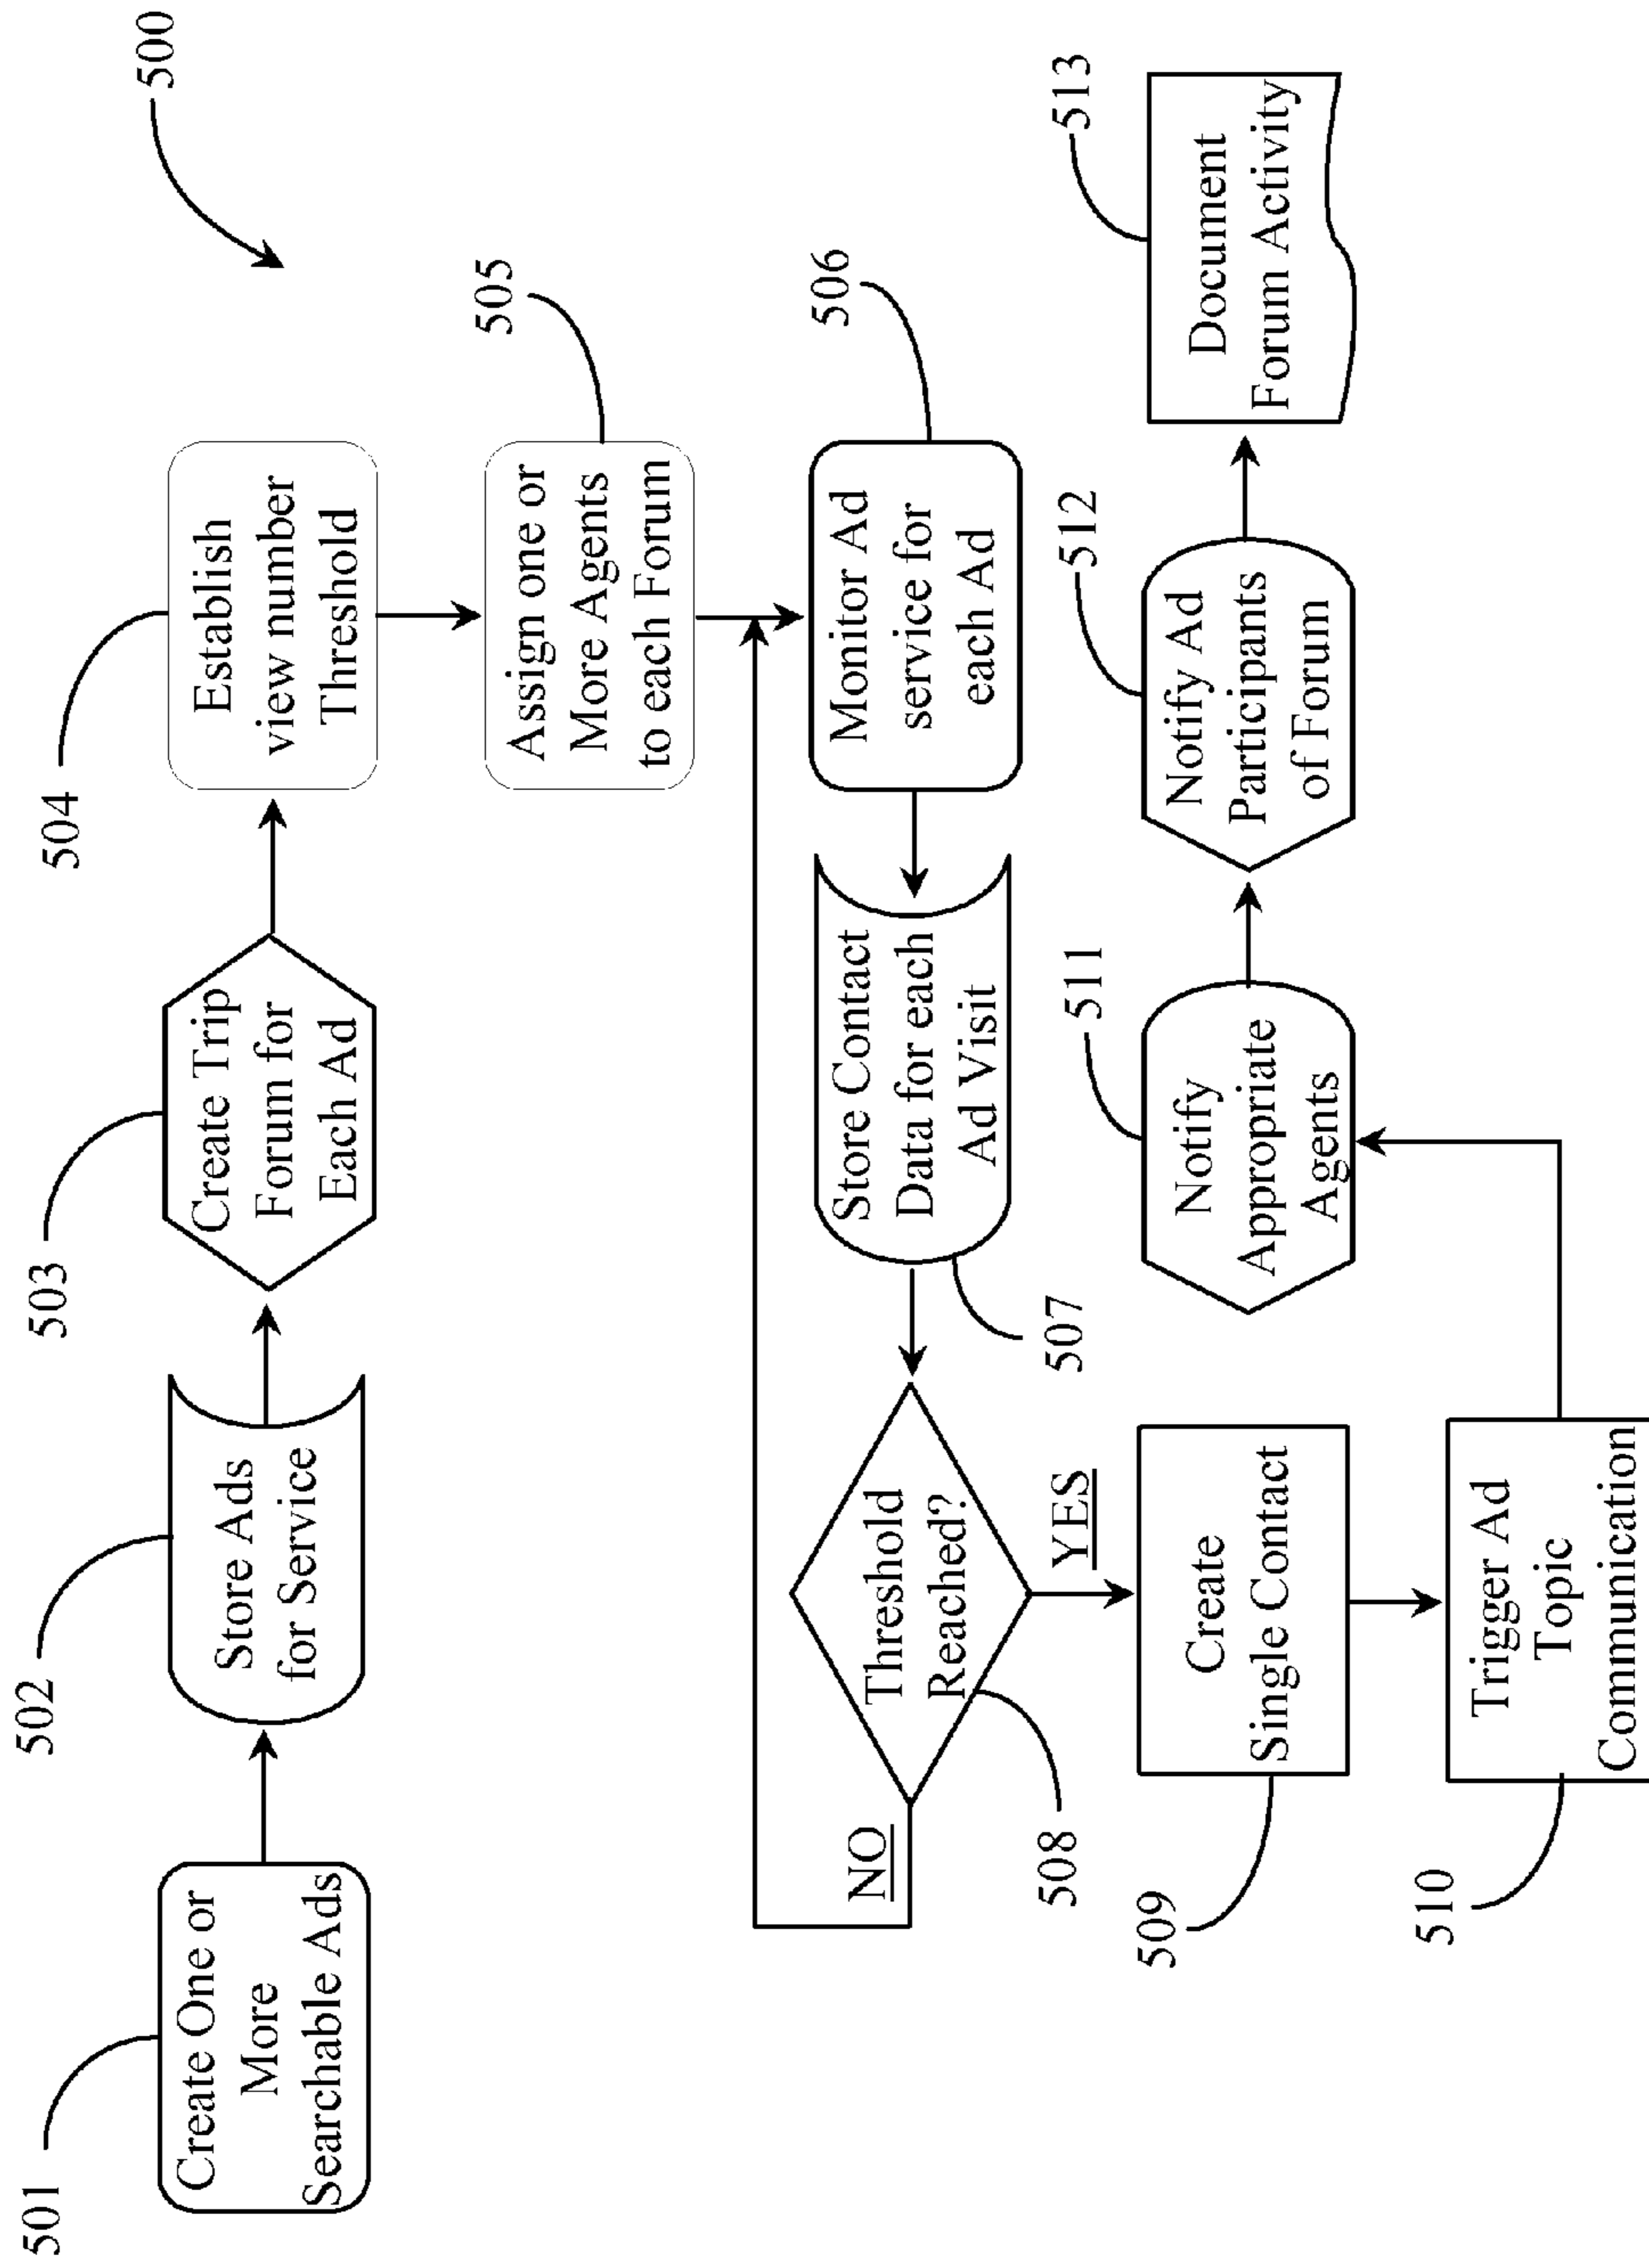 500
501
Create One or
More
Searchable Ads
502
Store Ads
for Service
503
Create Trip
Forum for
Each Ad
504
Establish
view number
Threshold
505
Assign one or
More Agents
to each Forum
506
Monitor Ad
service for
each Ad
507
Store Contact
Data for each
Ad Visit
508
Threshold
Reached?
NO
YES
509
Create
Single Contact
510
Trigger Ad
Topic
Communication
511
Notify
Appropriate
Agents
512
Notify Ad
Participants
of Forum
513
Document
Forum Activity